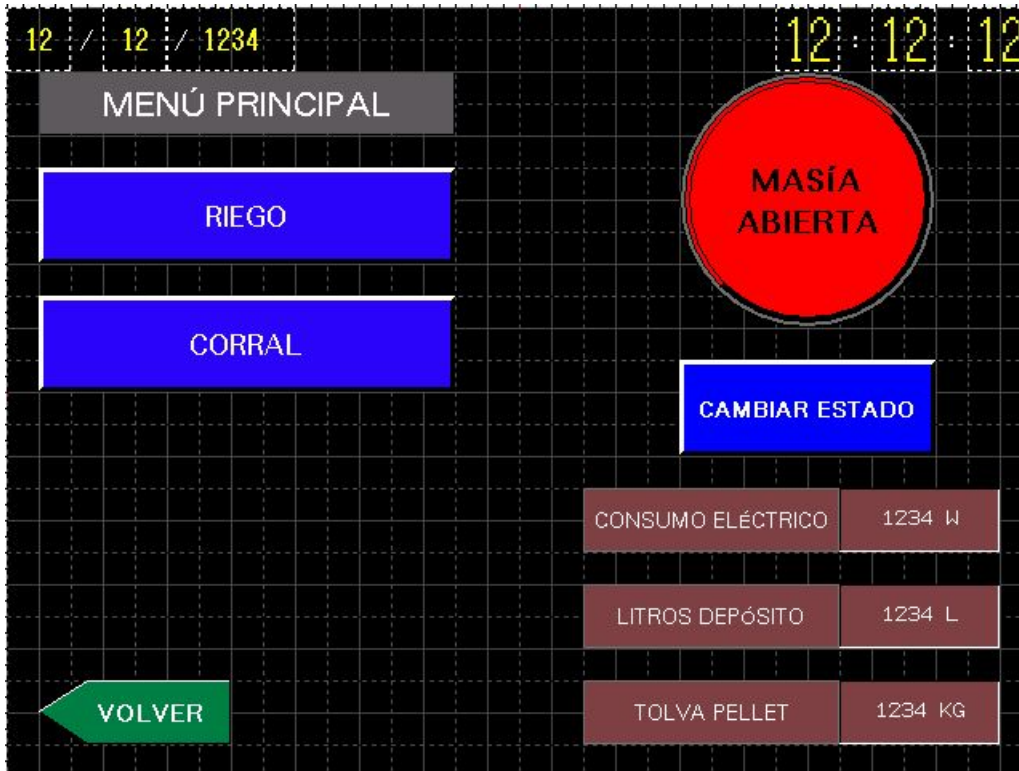 12 / 12 / 1234
12 : 12 : 12
MENÚ PRINCIPAL
MASÍA
ABIERTA
RIEGO
CORRAL
CAMBIAR ESTADO
CONSUMO ELÉCTRICO 1234 W
LITROS DEPÓSITO 1234 L
VOLVER
TOLVA PELLET 1234 KG